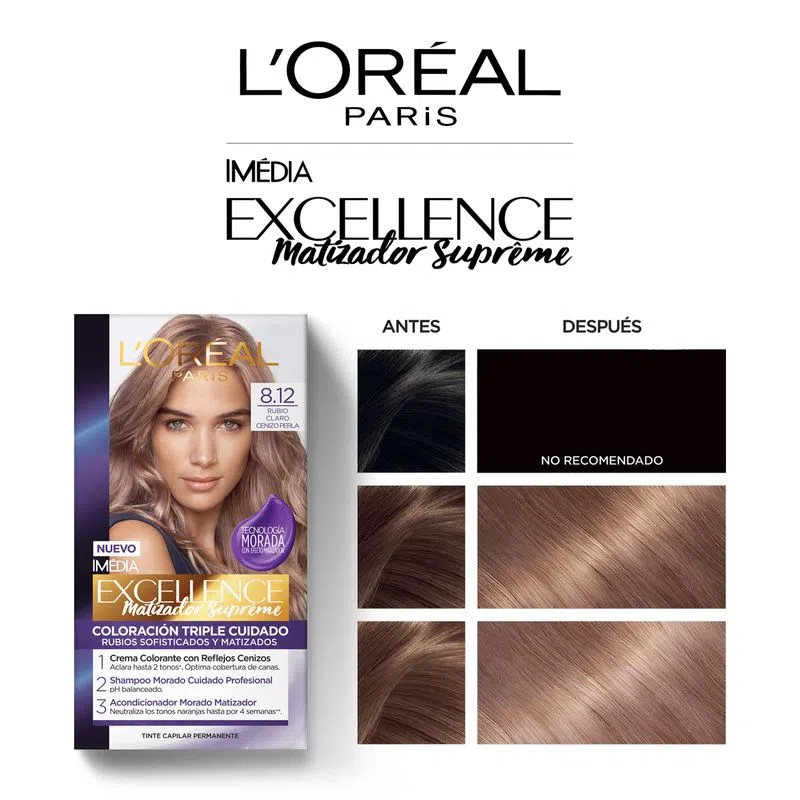 L'ORÉAL
PARiS
IMÉDIA
EXCELLENCE
Matizador Suprême
ANTES
DESPUÉS
NO RECOMENDADO
L'ORÉAL
PARiS
8.12
RUBIO
CLARO
CENIZO PERLA
TECNOLOGÍA
MORADA
CON EFECTO MATIZADOR
NUEVO
IMÉDIA
EXCELLENCE
Matizador Suprême
COLORACIÓN TRIPLE CUIDADO
RUBIOS SOFISTICADOS Y MATIZADOS
1 Crema Colorante con Reflejos Cenizos
Aclara hasta 2 tonos*. Óptima cobertura de canas.
2 Shampoo Morado Cuidado Profesional
pH balanceado.
3 Acondicionador Morado Matizador
Neutraliza los tonos naranjas hasta por 4 semanas**.
TINTE CAPILAR PERMANENTE